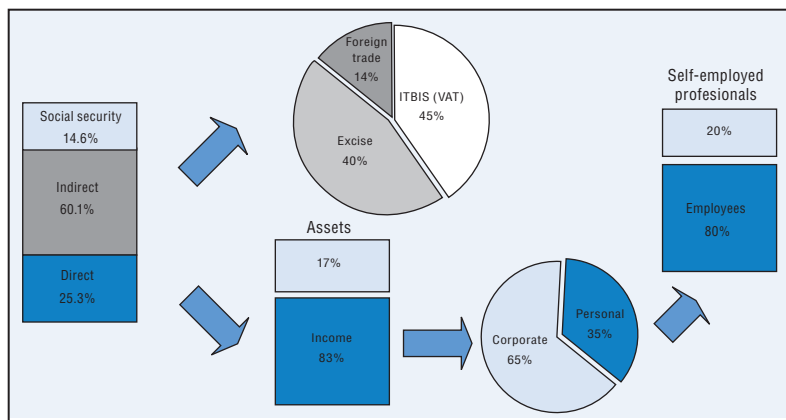 Social security
14.6%
Indirect
60.1%
Direct
25.3%
Foreign
trade
14%
ITBIS (VAT)
45%
Excise
40%
Assets
17%
Income
83%
Corporate
65%
Personal
35%
Self-employed
profesionals
20%
Employees
80%